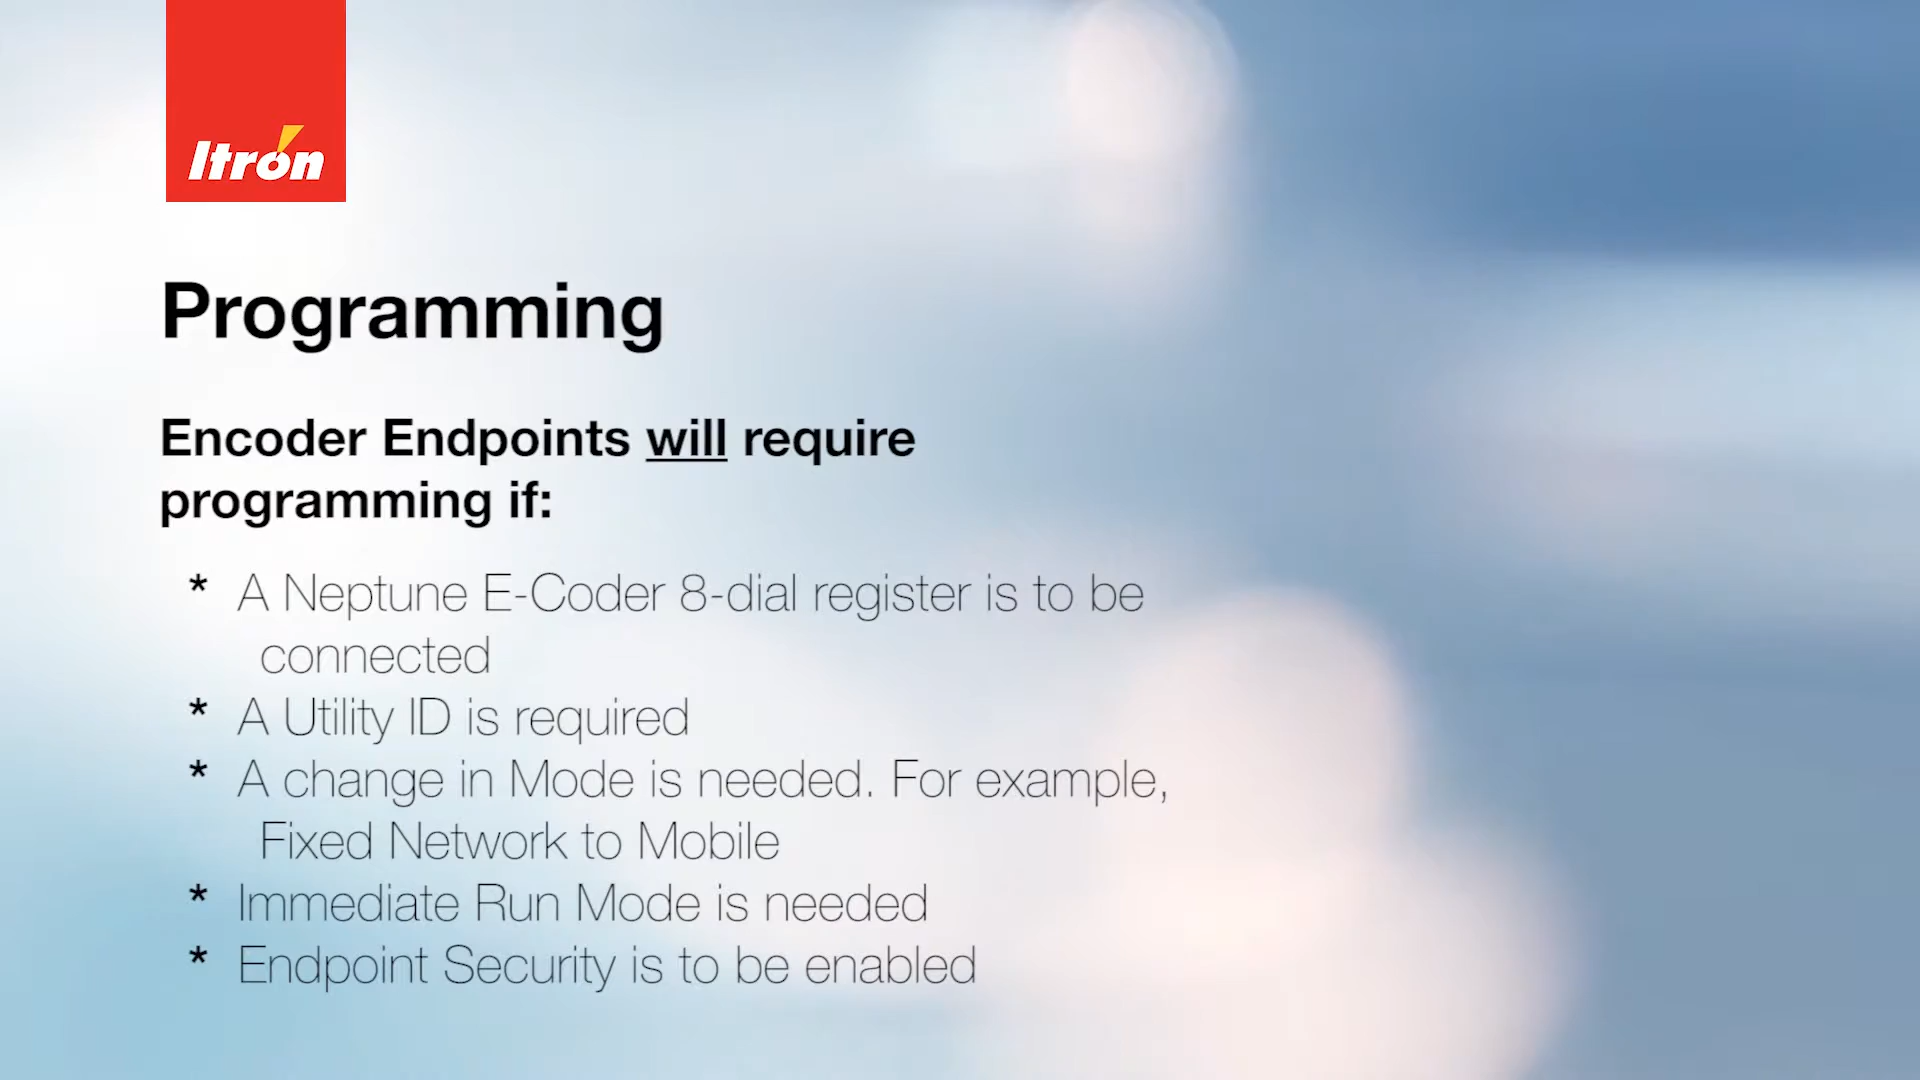 Itrón
Programming
Encoder Endpoints will require
programming if:
* A Neptune E-Coder 8-dial register is to be
connected
* A Utility ID is required
* A change in Mode is needed. For example,
Fixed Network to Mobile
* Immediate Run Mode is needed
* Endpoint Security is to be enabled